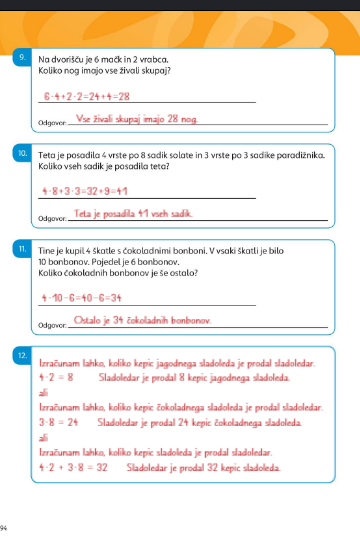 9.
Na dvorišču je 6 mačk in 2 vrabca.
Koliko nog imajo vse živali skupaj?
6·4+2·2=24+4=28
Odgovor: Vse živali skupaj imajo 28 nog.
10.
Teta je posadila 4 vrste po 8 sadik solate in 3 vrste po 3 sadike paradižnika.
Koliko vseh sadik je posadila teta?
4·8+3·3=32+9=41
Odgovor: Teta je posadila 41 vseh sadik.
11.
Tine je kupil 4 škatle s čokoladnimi bonboni. V vsaki škatli je bilo
10 bonbonov. Pojedel je 6 bonbonov.
Koliko čokoladnih bonbonov je še ostalo?
4·10-6=40-6=34
Odgovor: Ostalo je 34 čokoladnih bonbonov.
12.
Izračunam lahko, koliko kepic jagodnega sladoleda je prodal sladoledar.
4·2 = 8 Sladoledar je prodal 8 kepic jagodnega sladoleda.
ali
Izračunam lahko, koliko kepic čokoladnega sladoleda je prodal sladoledar.
3·8 = 24 Sladoledar je prodal 24 kepic čokoladnega sladoleda.
ali
Izračunam lahko, koliko kepic sladoleda je prodal sladoledar.
4·2 + 3·8 = 32 Sladoledar je prodal 32 kepic sladoleda.
94